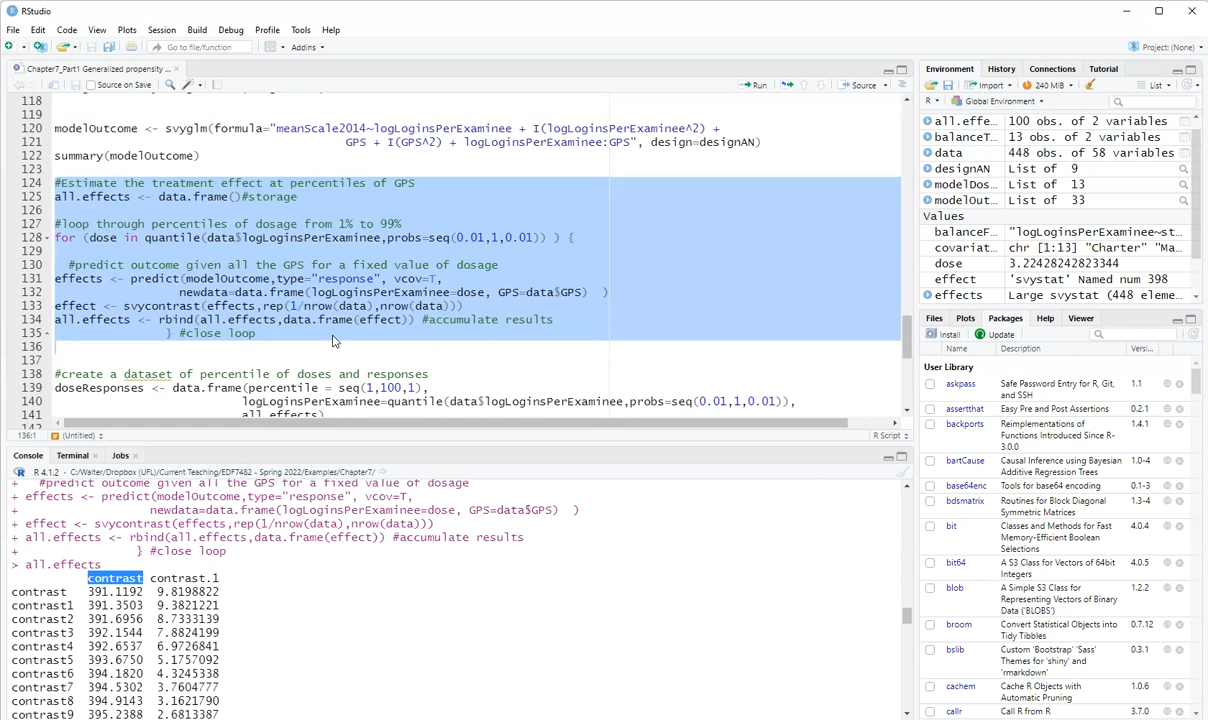 RStudio
File Edit Code View Plots Session Build Debug Profile Tools Help
Go to file/function Addins Project: (None)
Chapter7_Part1 Generalized propensity ...
Source on Save Run Source
118
119
120 modelOutcome <- svyglm(formula="meanScale2014~logLoginsPerExaminee + I(logLoginsPerExaminee^2) +
121 GPS + I(GPS^2) + logLoginsPerExaminee:GPS", design=designAN)
122 summary(modelOutcome)
123
124 #Estimate the treatment effect at percentiles of GPS
125 all.effects <- data.frame()#storage
126
127 #loop through percentiles of dosage from 1% to 99%
128 for (dose in quantile(data$logLoginsPerExaminee,probs=seq(0.01,1,0.01)) ) {
129
130 #predict outcome given all the GPS for a fixed value of dosage
131 effects <- predict(modelOutcome,type="response", vcov=T,
132 newdata=data.frame(logLoginsPerExaminee=dose, GPS=data$GPS) )
133 effect <- svycontrast(effects,rep(1/nrow(data),nrow(data)))
134 all.effects <- rbind(all.effects,data.frame(effect)) #accumulate results
135 } #close loop
136
137
138 #create a dataset of percentile of doses and responses
139 doseResponses <- data.frame(percentile = seq(1,100,1),
140 logLoginsPerExaminee=quantile(data$logLoginsPerExaminee,probs=seq(0.01,1,0.01)),
141 all.effects)
142
136:1 (Untitled) R Script
Console Terminal Jobs
R 4.1.2 · C:/Walter/Dropbox (UFL)/Current Teaching/EDF7482 - Spring 2022/Examples/Chapter7/
+ #predict outcome given all the GPS for a fixed value of dosage
+ effects <- predict(modelOutcome,type="response", vcov=T,
+ newdata=data.frame(logLoginsPerExaminee=dose, GPS=data$GPS) )
+ effect <- svycontrast(effects,rep(1/nrow(data),nrow(data)))
+ all.effects <- rbind(all.effects,data.frame(effect)) #accumulate results
+ } #close loop
> all.effects
contrast contrast.1
contrast 391.1192 9.8198822
contrast1 391.3503 9.3821221
contrast2 391.6956 8.7333139
contrast3 392.1544 7.8824199
contrast4 392.6537 6.9726841
contrast5 393.6750 5.1757092
contrast6 394.1820 4.3245338
contrast7 394.5302 3.7604777
contrast8 394.9143 3.1621790
contrast9 395.2388 2.6813387
Environment History Connections Tutorial
Import 240 MiB List
R Global Environment
all.effe... 100 obs. of 2 variables
balanceT... 13 obs. of 2 variables
data 448 obs. of 58 variables
designAN List of 9
modelDos... List of 13
modelOut... List of 33
Values
balanceF... "logLoginsPerExaminee~st...
covariat... chr [1:13] "Charter" "Ma...
dose 3.22428242823344
effect 'svystat' Named num 398
effects Large svystat (448 eleme...
Files Plots Packages Help Viewer
Install Update
Name Description Versi...
User Library
askpass Safe Password Entry for R, Git, and SSH 1.1
assertthat Easy Pre and Post Assertions 0.2.1
backports Reimplementations of Functions Introduced Since R-3.0.0 1.4.1
bartCause Causal Inference using Bayesian Additive Regression Trees 1.0-4
base64enc Tools for base64 encoding 0.1-3
bdsmatrix Routines for Block Diagonal Symmetric Matrices 1.3-4
bit Classes and Methods for Fast Memory-Efficient Boolean Selections 4.0.4
bit64 A S3 Class for Vectors of 64bit Integers 4.0.5
blob A Simple S3 Class for Representing Vectors of Binary Data ('BLOBS') 1.2.2
broom Convert Statistical Objects into Tidy Tibbles 0.7.12
bslib Custom 'Bootstrap' 'Sass' Themes for 'shiny' and 'rmarkdown' 0.3.1
cachem Cache R Objects with Automatic Pruning 1.0.6
callr Call R from R 3.7.0